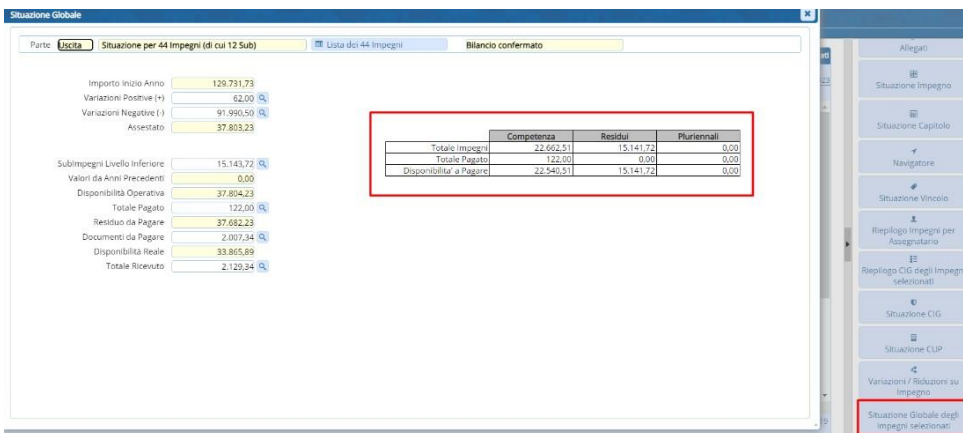 Situazione Globale
Parte Uscita Situazione per 44 Impegni (di cui 12 Sub) Lista dei 44 Impegni Bilancio confermato
Importo Inizio Anno 129.731,73
Variazioni Positive (+) 62,00
Variazioni Negative (-) 91.990,50
Assestato 37.803,23
SubImpegni Livello Inferiore 15.143,72
Valori da Anni Precedenti 0,00
Disponibilità Operativa 37.804,23
Totale Pagato 122,00
Residuo da Pagare 37.682,23
Documenti da Pagare 2.007,34
Disponibilità Reale 33.865,89
Totale Ricevuto 2.129,34
Competenza Residui Pluriennali
Totale Impegni 22.662,51 15.141,72 0,00
Totale Pagato 122,00 0,00 0,00
Disponibilita' a Pagare 22.540,51 15.141,72 0,00
Allegati
Situazione Impegno
Situazione Capitolo
Navigatore
Situazione Vincolo
Riepilogo Impegni per
Assegnatario
Riepilogo CIG degli Impegn
selezionati
Situazione CIG
Situazione CUP
Variazioni / Riduzioni su
Impegno
Situazione Globale degli
impegni selezionati